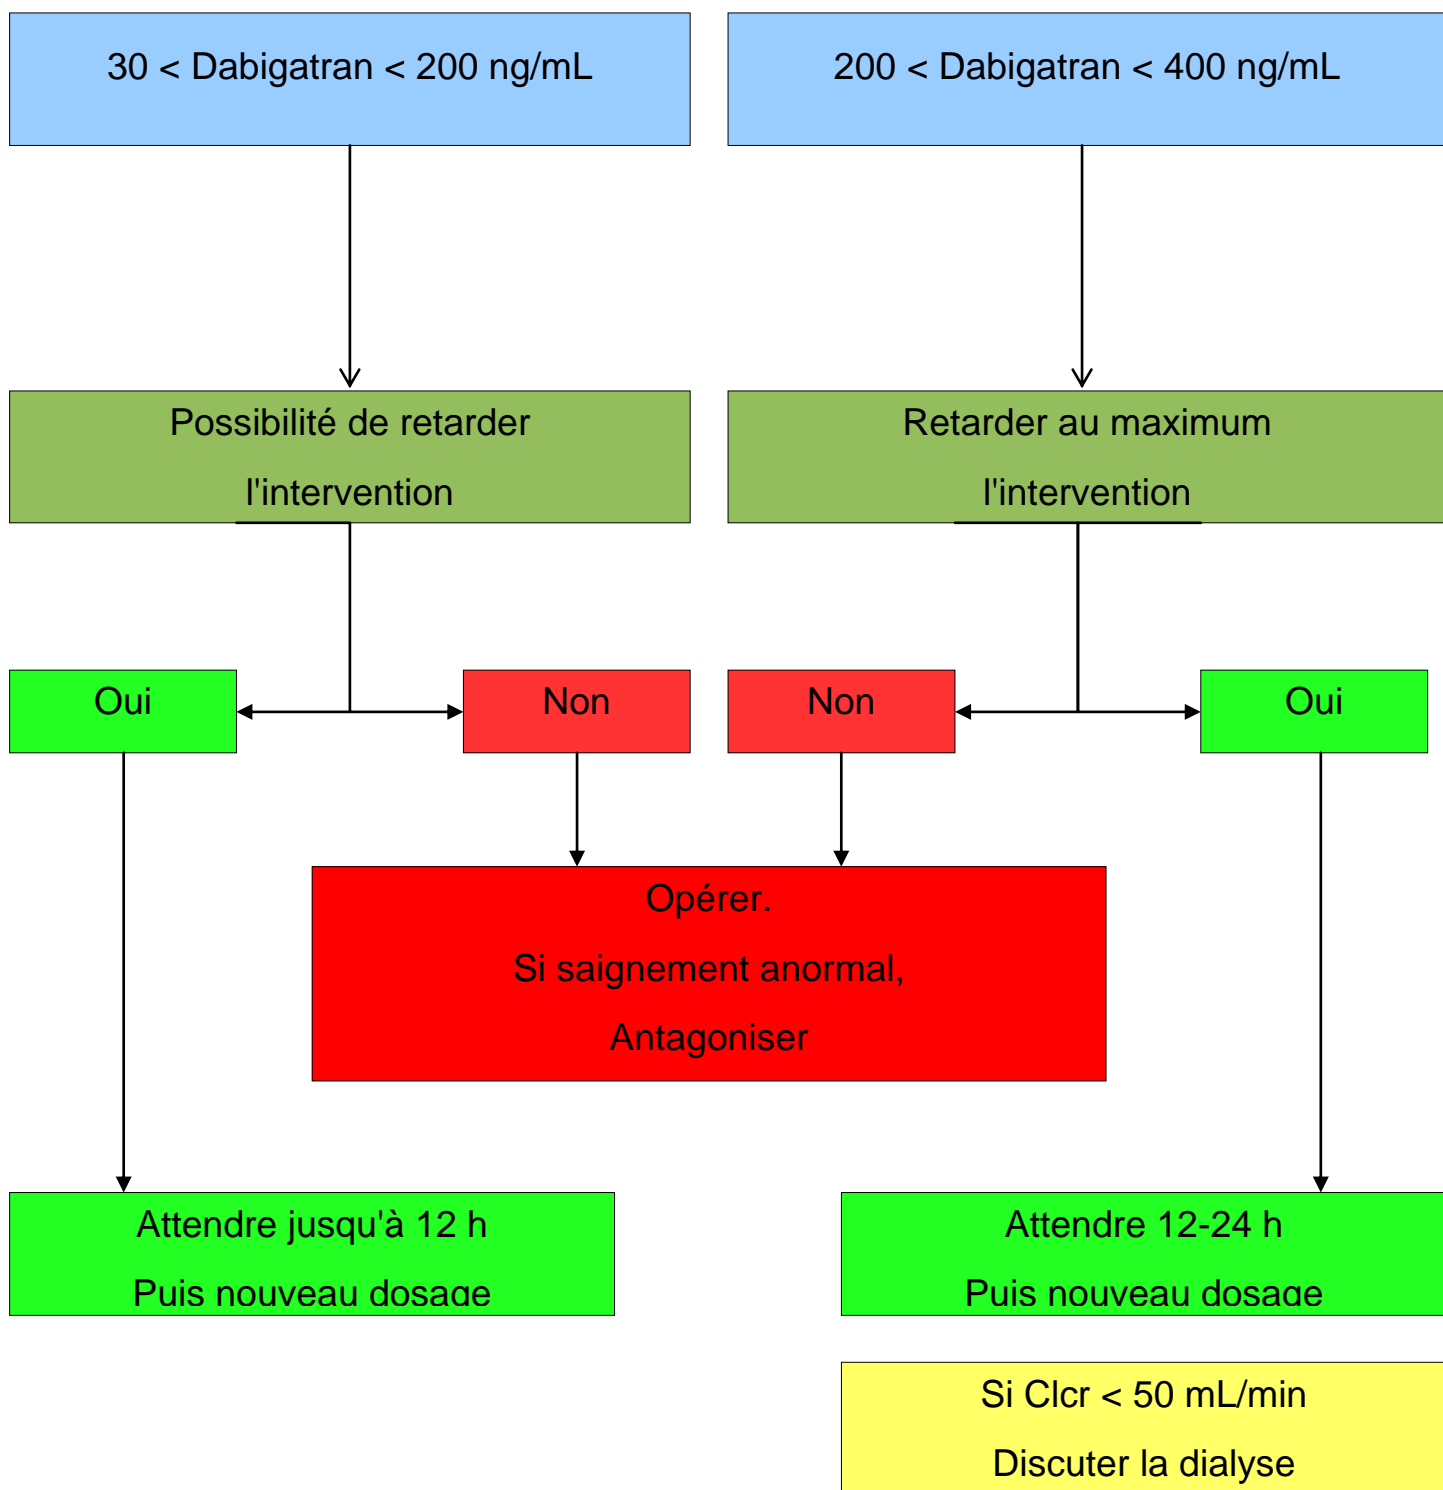 30 < Dabigatran < 200 ng/mL
200 < Dabigatran < 400 ng/mL
Possibilité de retarder
l'intervention
Retarder au maximum
l'intervention
Oui
Non
Non
Oui
Opérer.
Si saignement anormal,
Antagoniser
Attendre jusqu'à 12 h
Puis nouveau dosage
Attendre 12-24 h
Puis nouveau dosage
Si Clcr < 50 mL/min
Discuter la dialyse